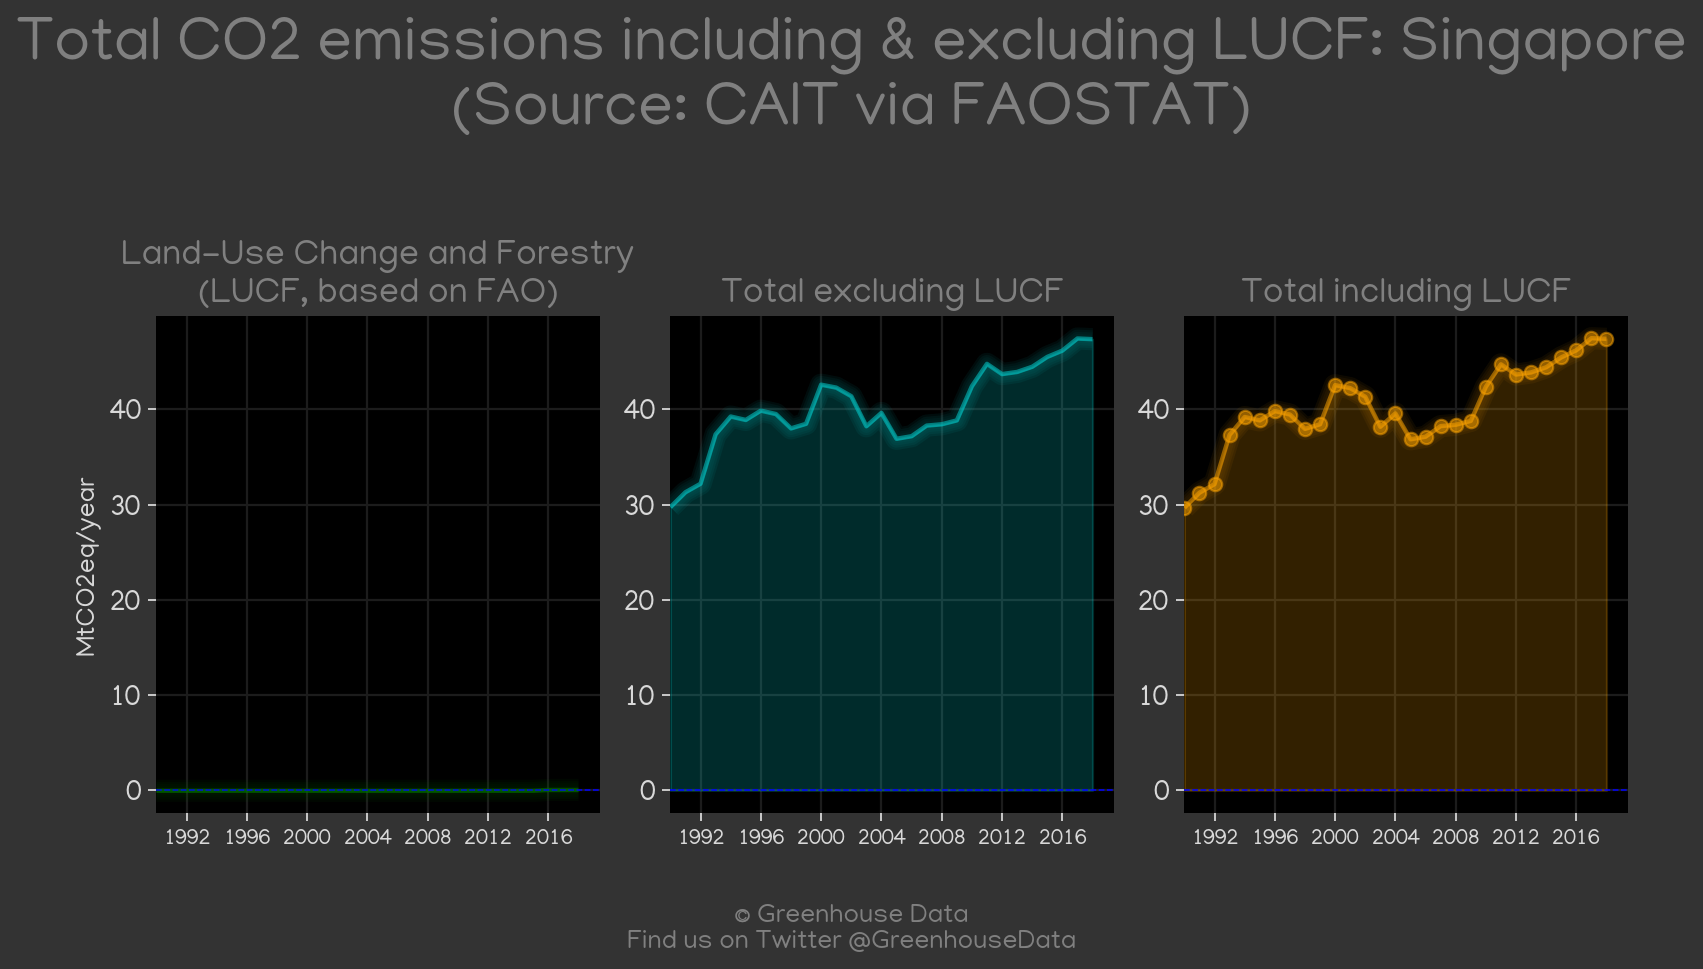 Total CO2 emissions including & excluding LUCF: Singapore
(Source: CAIT via FAOSTAT)
Land-Use Change and Forestry
(LUCF, based on FAO)
Total excluding LUCF
Total including LUCF
MtCO2eq/year
40
30
20
10
0
1992 1996 2000 2004 2008 2012 2016
40
30
20
10
0
1992 1996 2000 2004 2008 2012 2016
40
30
20
10
0
1992 1996 2000 2004 2008 2012 2016
© Greenhouse Data
Find us on Twitter @GreenhouseData